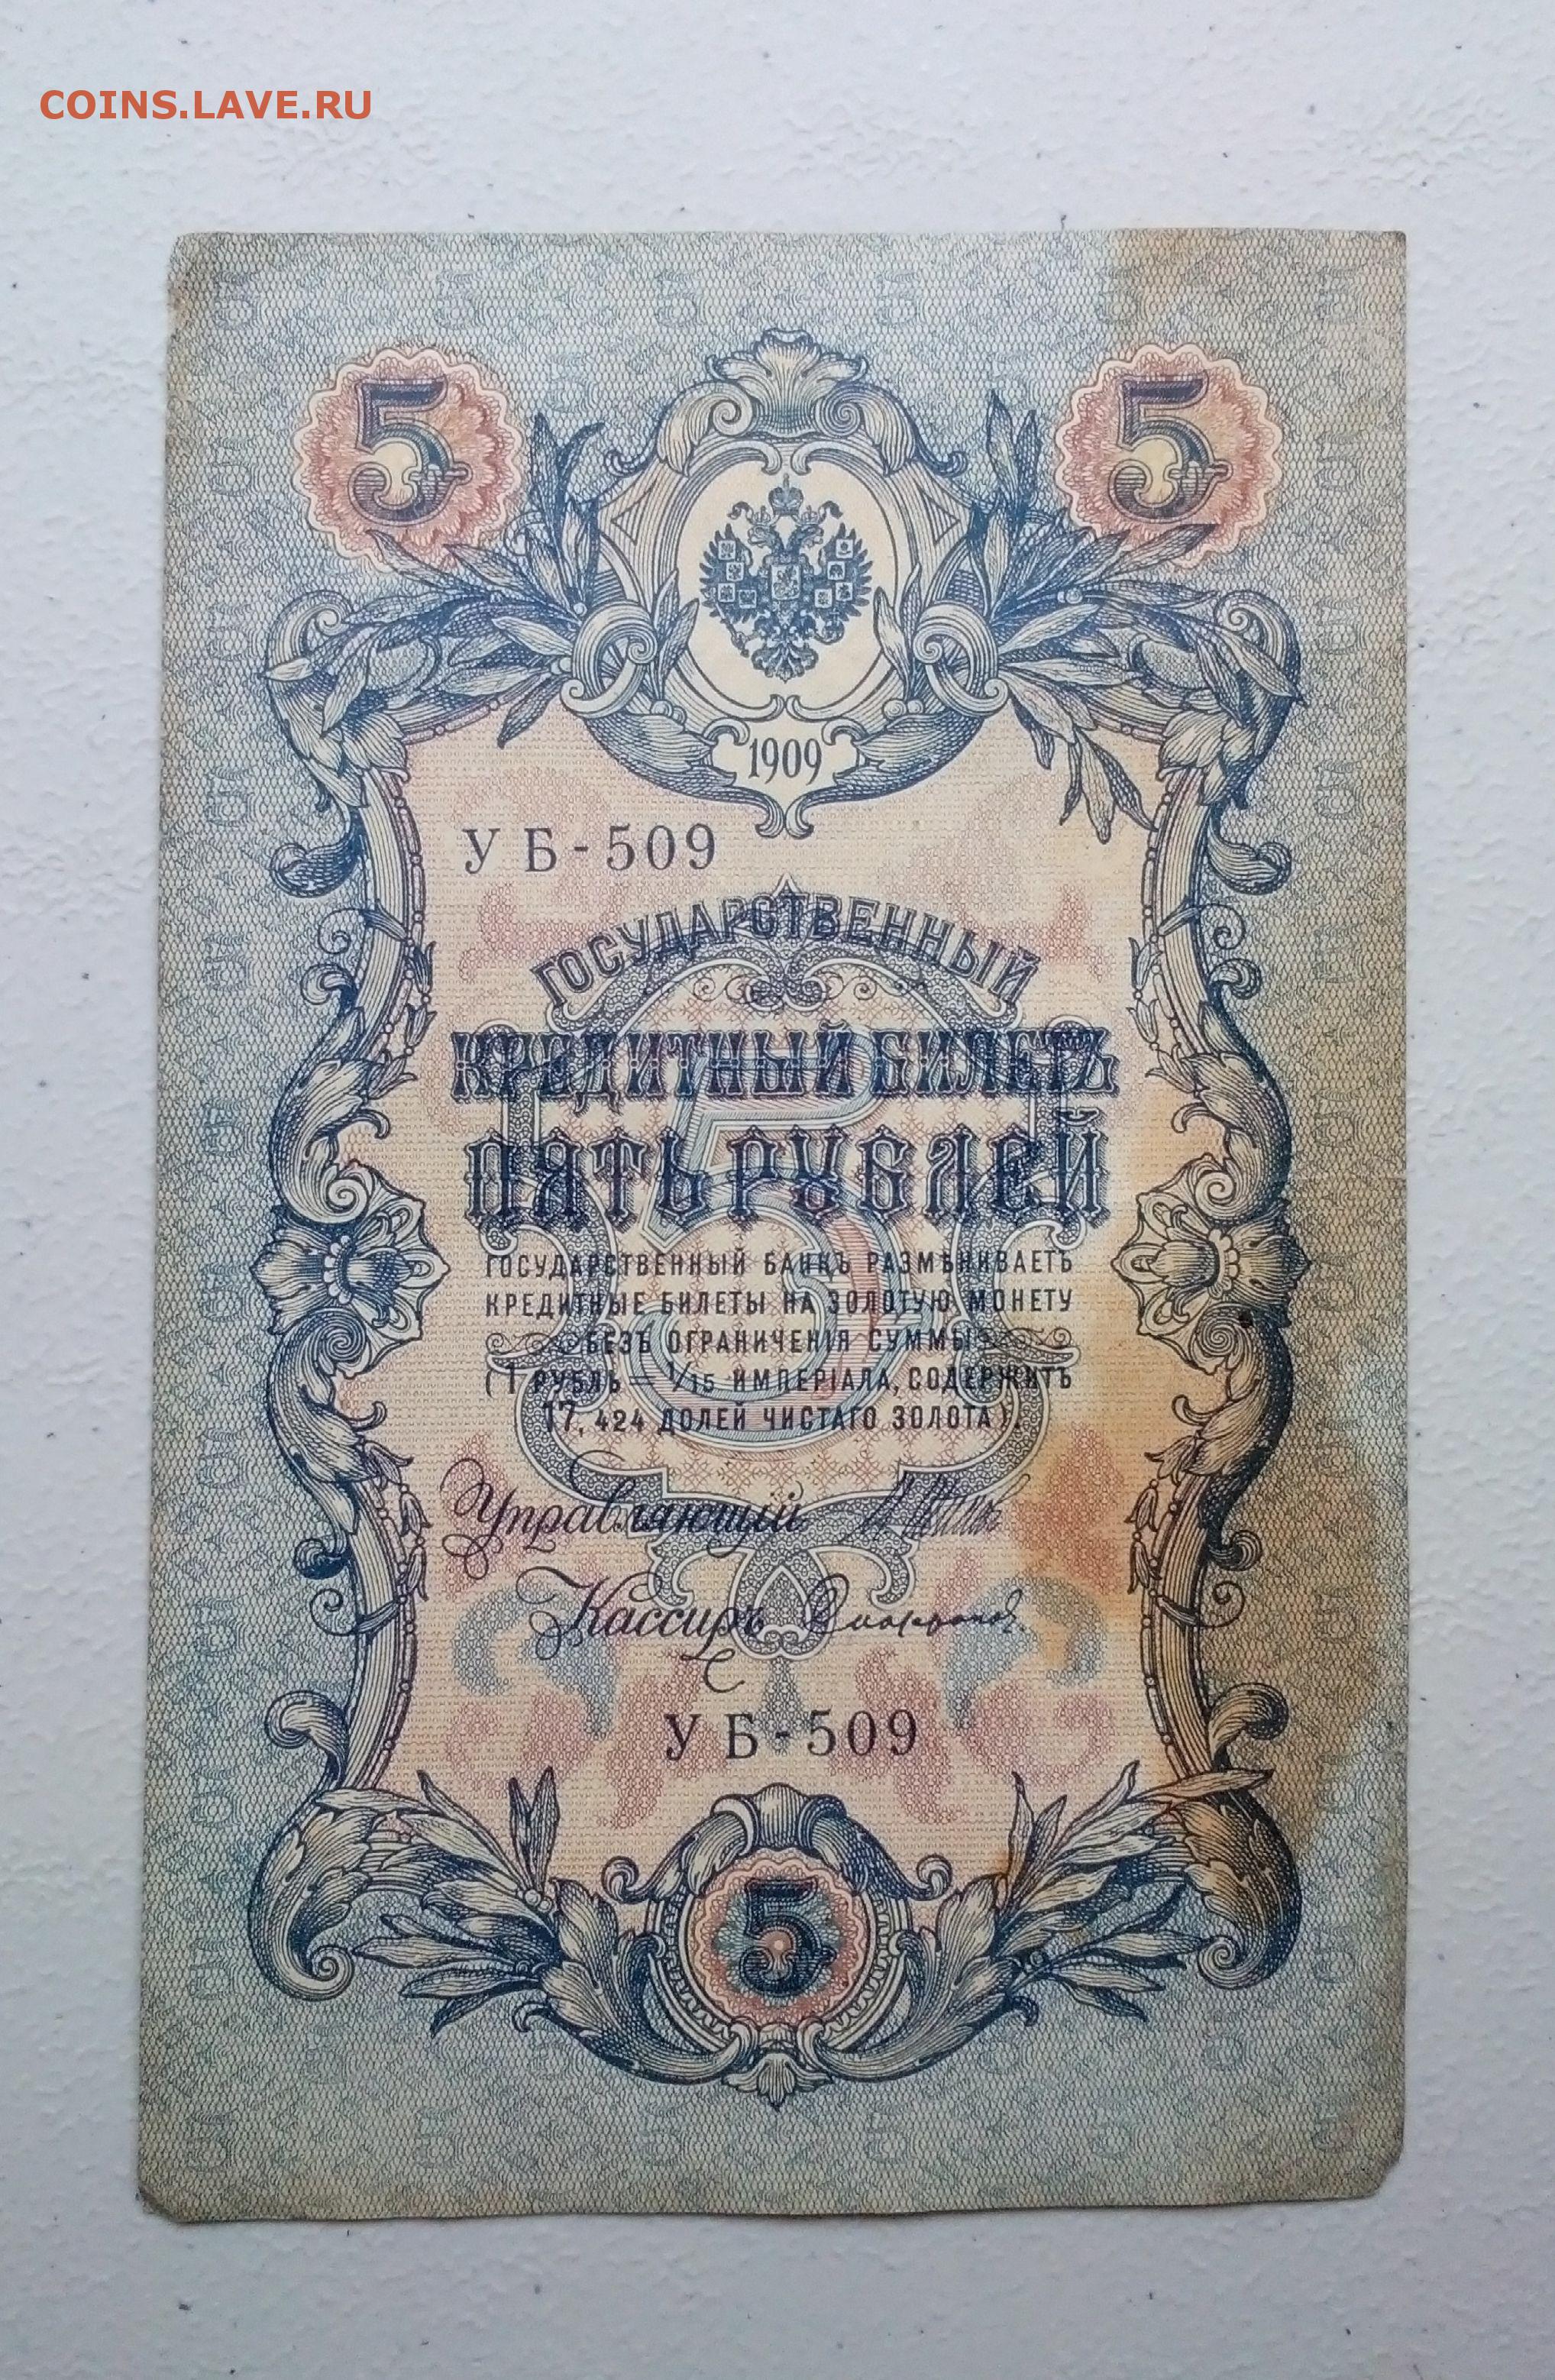 COINS.LAVE.RU
5 5
1909
УБ-509
ГОСУДАРСТВЕННЫЙ
КРЕДИТНЫЙ БИЛЕТЪ
ПЯТЬ РУБЛЕЙ
ГОСУДАРСТВЕННЫЙ БАНКЪ РАЗМѢНИВАЕТЪ
КРЕДИТНЫЕ БИЛЕТЫ НА ЗОЛОТУЮ МОНЕТУ
БЕЗЪ ОГРАНИЧЕНІЯ СУММЫ
(1 РУБЛЬ = 1/15 ИМПЕРІАЛА, СОДЕРЖИТЪ
17,424 ДОЛЕЙ ЧИСТАГО ЗОЛОТА).
Управляющій
Кассиръ
УБ-509
5